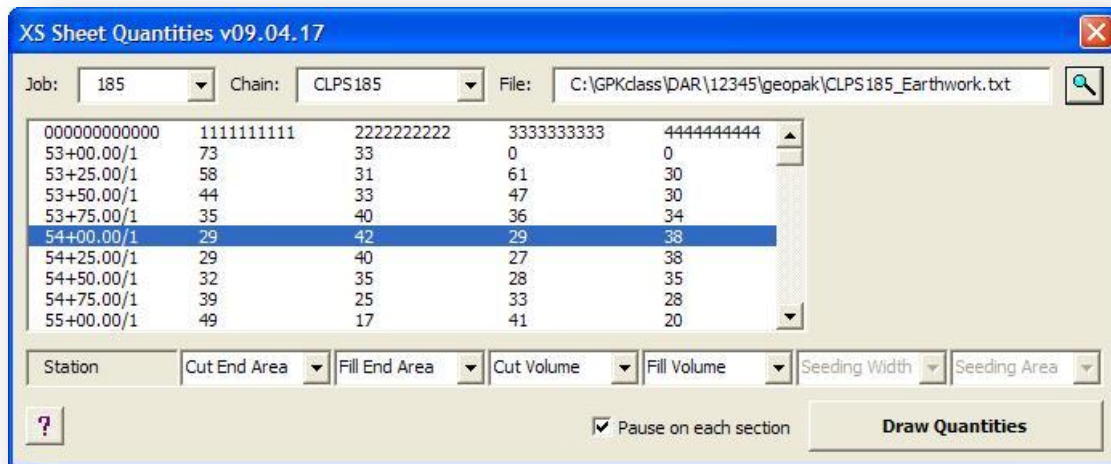 XS Sheet Quantities v09.04.17
Job: 185 Chain: CLPS185 File: C:\GPKclass\DAR\12345\geopak\CLPS185_Earthwork.txt
000000000000 1111111111 2222222222 3333333333 4444444444
53+00.00/1 73 33 0 0
53+25.00/1 58 31 61 30
53+50.00/1 44 33 47 30
53+75.00/1 35 40 36 34
54+00.00/1 29 42 29 38
54+25.00/1 29 40 27 38
54+50.00/1 32 35 28 35
54+75.00/1 39 25 33 28
55+00.00/1 49 17 41 20
Station Cut End Area Fill End Area Cut Volume Fill Volume Seeding Width Seeding Area
? Pause on each section Draw Quantities